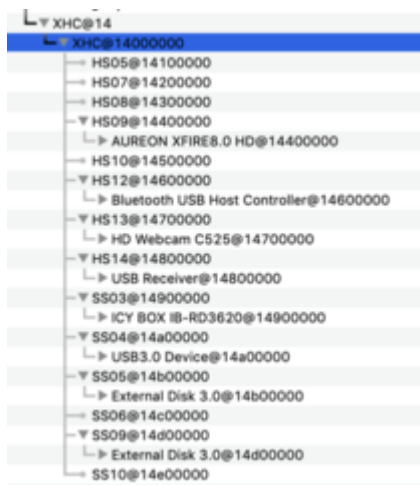 XHC@14
XHC@14000000
HS05@14100000
HS07@14200000
HS08@14300000
HS09@14400000
AUREON XFIRE8.0 HD@14400000
HS10@14500000
HS12@14600000
Bluetooth USB Host Controller@14600000
HS13@14700000
HD Webcam C525@14700000
HS14@14800000
USB Receiver@14800000
SS03@14900000
ICY BOX IB-RD3620@14900000
SS04@14a00000
USB3.0 Device@14a00000
SS05@14b00000
External Disk 3.0@14b00000
SS06@14c00000
SS09@14d00000
External Disk 3.0@14d00000
SS10@14e00000